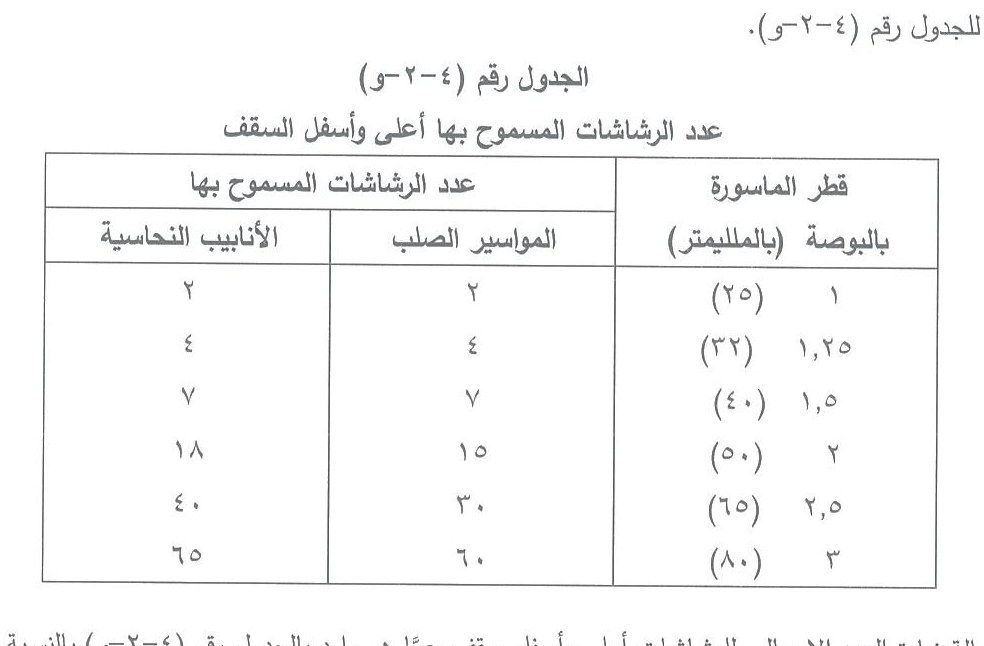 للجدول رقم (٤-٢-و).
الجدول رقم (٤-٢-و)
عدد الرشاشات المسموح بها أعلى وأسفل السقف
قطر الماسورة عدد الرشاشات المسموح بها
بالبوصة (بالملليمتر) المواسير الصلب الأنابيب النحاسية
١ (٢٥) ٢ ٢
١,٢٥ (٣٢) ٤ ٤
١,٥ (٤٠) ٧ ٧
٢ (٥٠) ١٥ ١٨
٢,٥ (٦٥) ٣٠ ٤٠
٣ (٨٠) ٦٠ ٦٥